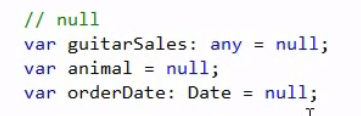 // null
var guitarSales: any = null;
var animal = null;
var orderDate: Date = null;